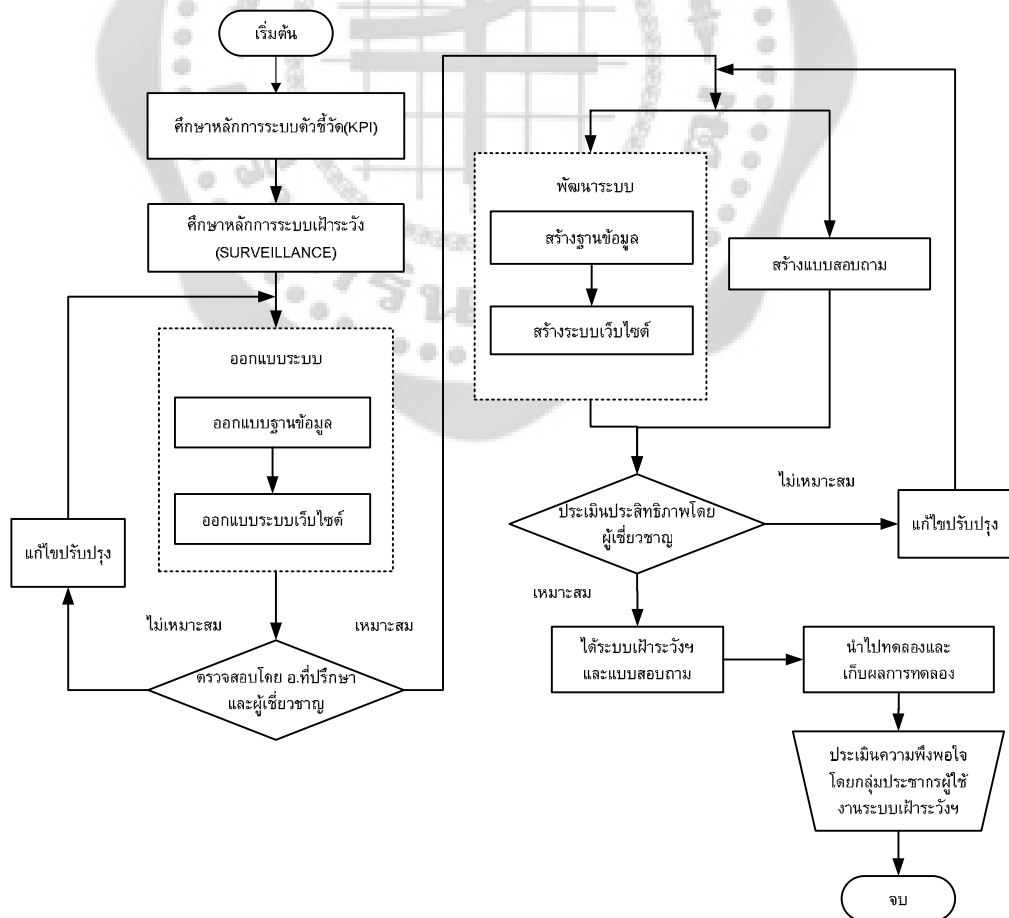 เริ่มต้น
ศึกษาหลักการระบบตัวชี้วัด(KPI)
ศึกษาหลักการระบบเฝ้าระวัง
(SURVEILLANCE)
ออกแบบระบบ
ออกแบบฐานข้อมูล
ออกแบบระบบเว็บไซต์
แก้ไขปรับปรุง
ไม่เหมาะสม
เหมาะสม
ตรวจสอบโดย อ.ที่ปรึกษา
และผู้เชี่ยวชาญ
พัฒนาระบบ
สร้างฐานข้อมูล
สร้างระบบเว็บไซต์
สร้างแบบสอบถาม
ประเมินประสิทธิภาพโดย
ผู้เชี่ยวชาญ
ไม่เหมาะสม
แก้ไขปรับปรุง
เหมาะสม
ได้ระบบเฝ้าระวังฯ
และแบบสอบถาม
นำไปทดลองและ
เก็บผลการทดลอง
ประเมินความพึงพอใจ
โดยกลุ่มประชากรผู้ใช้
งานระบบเฝ้าระวังฯ
จบ